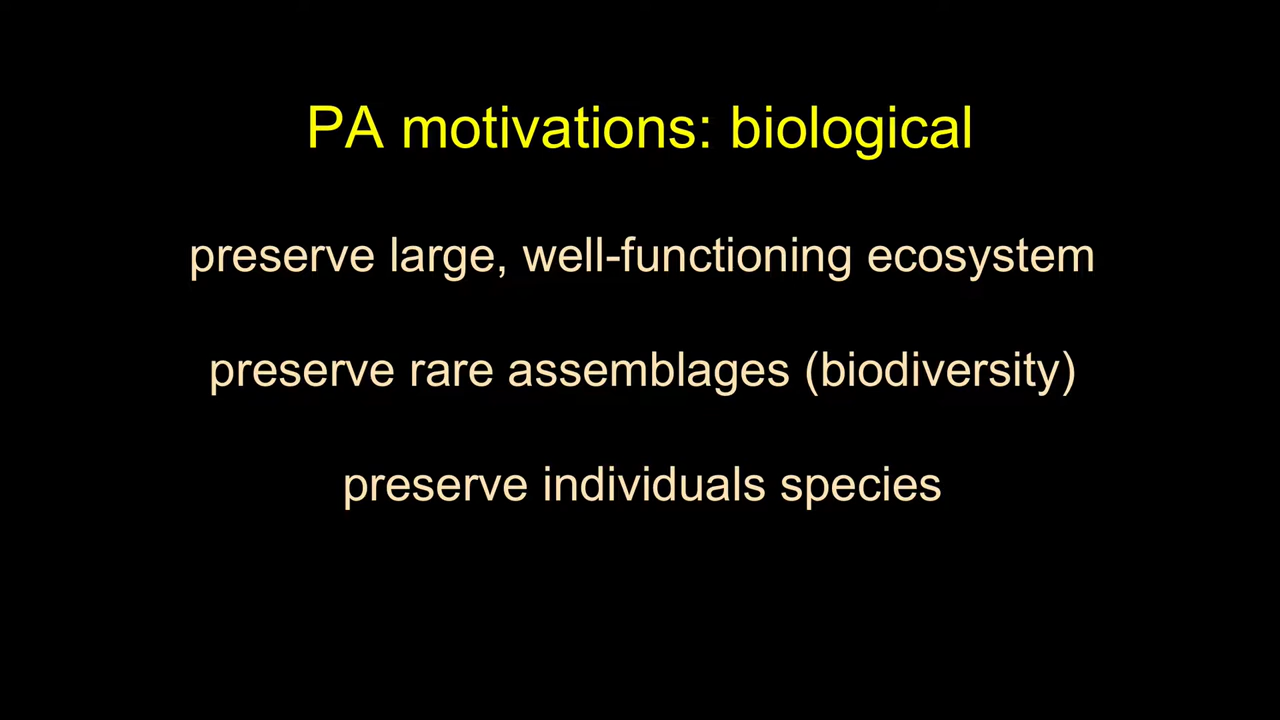 PA motivations: biological
preserve large, well-functioning ecosystem
preserve rare assemblages (biodiversity)
preserve individuals species